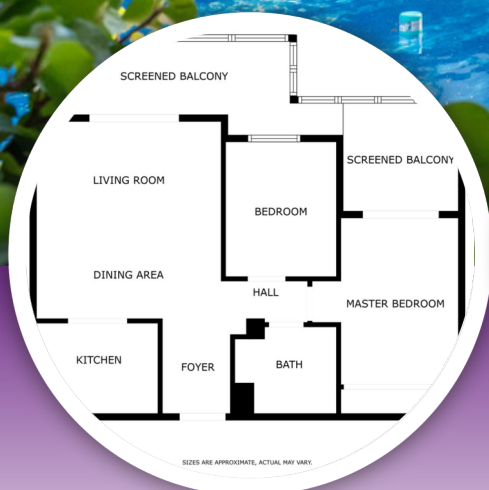 SCREENED BALCONY
SCREENED BALCONY
LIVING ROOM
BEDROOM
DINING AREA
HALL
MASTER BEDROOM
KITCHEN
FOYER
BATH
SIZES ARE APPROXIMATE, ACTUAL MAY VARY.